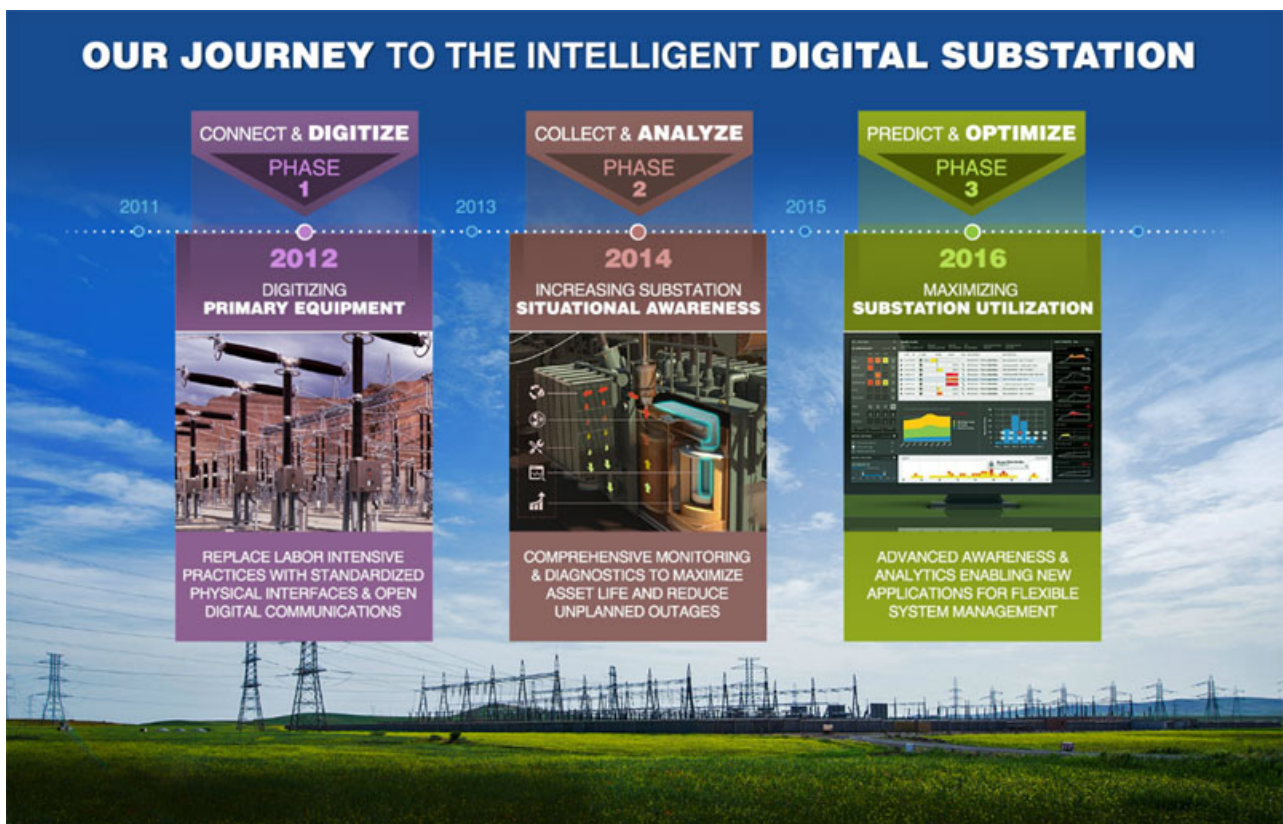 OUR JOURNEY TO THE INTELLIGENT DIGITAL SUBSTATION
CONNECT & DIGITIZE
PHASE
1
COLLECT & ANALYZE
PHASE
2
PREDICT & OPTIMIZE
PHASE
3
2011
2013
2015
2012
DIGITIZING
PRIMARY EQUIPMENT
2014
INCREASING SUBSTATION
SITUATIONAL AWARENESS
2016
MAXIMIZING
SUBSTATION UTILIZATION
REPLACE LABOR INTENSIVE
PRACTICES WITH STANDARDIZED
PHYSICAL INTERFACES & OPEN
DIGITAL COMMUNICATIONS
COMPREHENSIVE MONITORING
& DIAGNOSTICS TO MAXIMIZE
ASSET LIFE AND REDUCE
UNPLANNED OUTAGES
ADVANCED AWARENESS &
ANALYTICS ENABLING NEW
APPLICATIONS FOR FLEXIBLE
SYSTEM MANAGEMENT